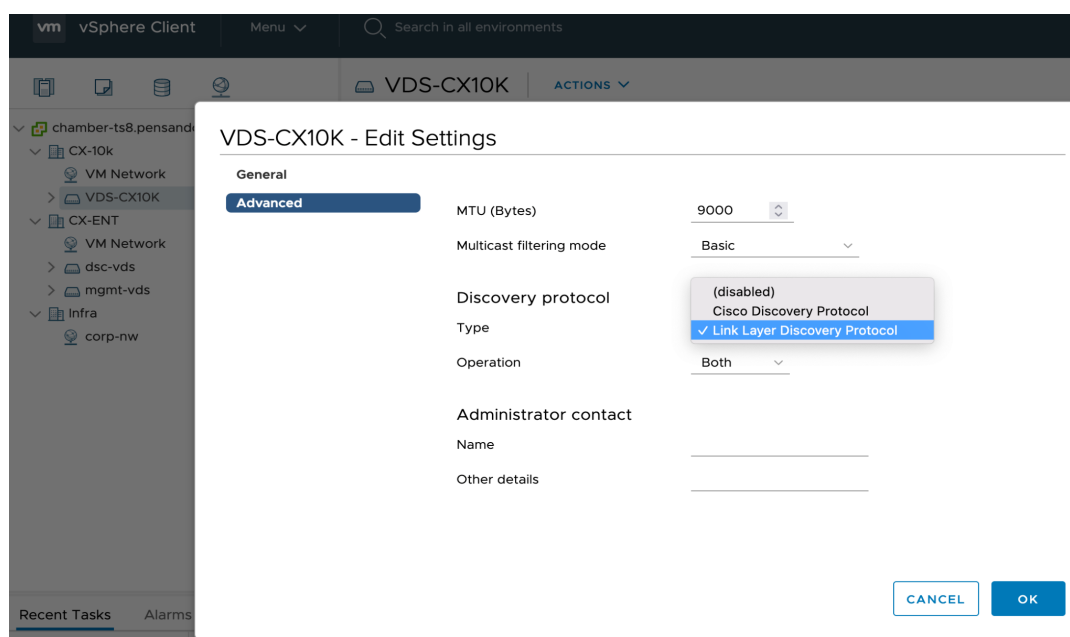 vm vSphere Client Menu Search in all environments
VDS-CX10K ACTIONS
chamber-ts8.pensand
CX-10k
VM Network
VDS-CX10K
CX-ENT
VM Network
dsc-vds
mgmt-vds
Infra
corp-nw
VDS-CX10K - Edit Settings
General
Advanced
MTU (Bytes) 9000
Multicast filtering mode Basic
Discovery protocol
(disabled)
Cisco Discovery Protocol
Type ✓ Link Layer Discovery Protocol
Operation Both
Administrator contact
Name
Other details
CANCEL OK
Recent Tasks Alarms